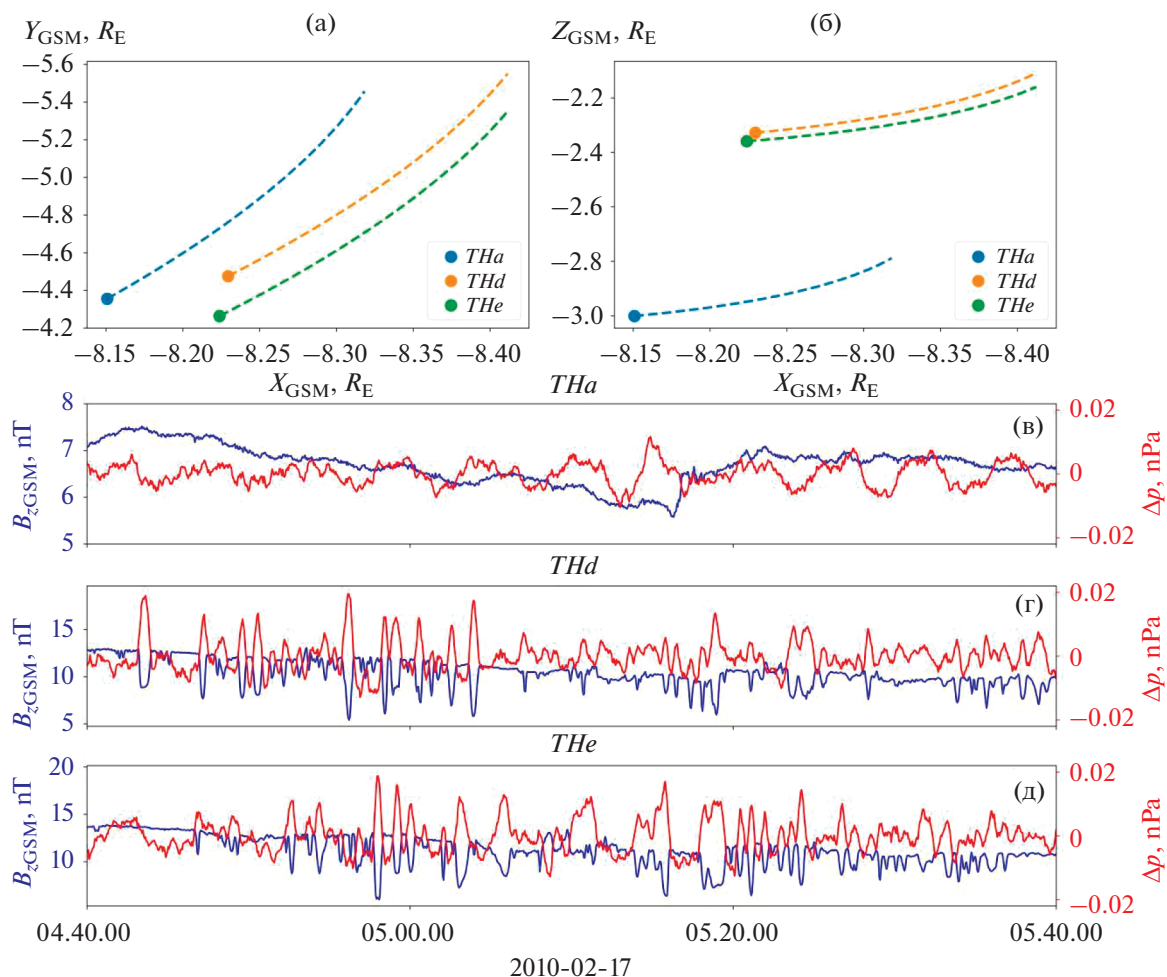 Y_GSM, R_E (а) Z_GSM, R_E (б)
−5.6
−5.4
−5.2
−5.0
−4.8
−4.6
−4.4
−4.2
THa
THd
THe
−8.15 −8.20 −8.25 −8.30 −8.35 −8.40
X_GSM, R_E
−2.2
−2.4
−2.6
−2.8
−3.0
THa
THd
THe
−8.15 −8.20 −8.25 −8.30 −8.35 −8.40
X_GSM, R_E
THa
8
7
6
5
B_zGSM, nT
(в)
0.02
0
−0.02
Δp, nPa
THd
15
10
5
B_zGSM, nT
(г)
0.02
0
−0.02
Δp, nPa
THe
20
15
10
B_zGSM, nT
(д)
0.02
0
−0.02
Δp, nPa
04.40.00 05.00.00 05.20.00 05.40.00
2010-02-17